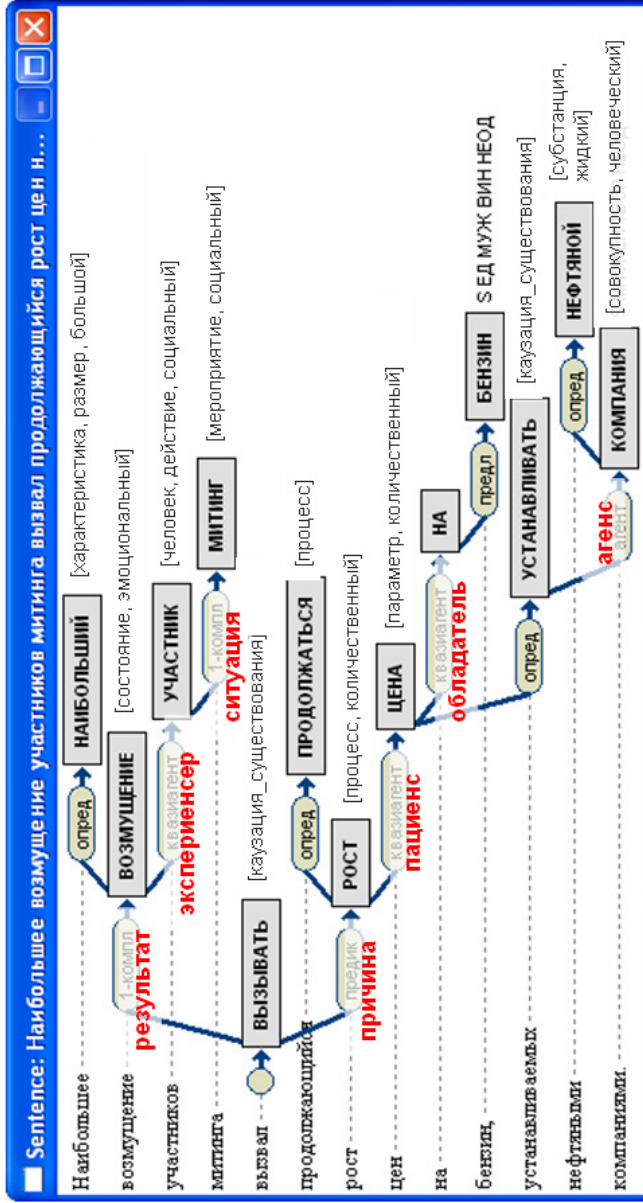 Sentence: Наибольшее возмущение участников митинга вызвал продолжающийся рост цен н...
Наибольшее НАИБОЛЬШИЙ опред [характеристика, размер, большой]
возмущение 1-компл результат ВОЗМУЩЕНИЕ [состояние, эмоциональный]
участников квазиагент экспериенсер УЧАСТНИК [человек, действие, социальный]
митинга 1-компл ситуация МИТИНГ [мероприятие, социальный]
вызвал ВЫЗЫВАТЬ [каузация_существования]
продолжающийся опред ПРОДОЛЖАТЬСЯ [процесс]
рост предик причина РОСТ [процесс, количественный]
цен квазиагент пациенс ЦЕНА [параметр, количественный]
на квазиагент обладатель НА
бензин, предл БЕНЗИН S ЕД МУЖ ВИН НЕОД
устанавливаемых опред УСТАНАВЛИВАТЬ [каузация_существования]
нефтяными опред НЕФТЯНОЙ [субстанция,
жидкий]
компаниями. агент агенс КОМПАНИЯ [совокупность, человеческий]